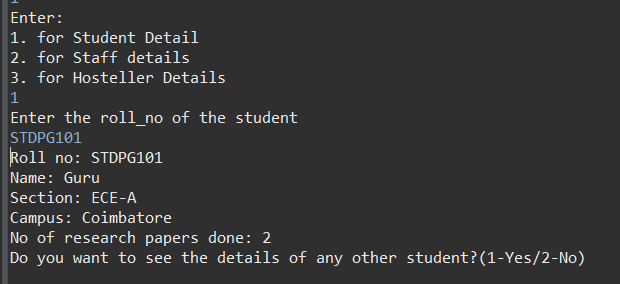 1
Enter:
1. for Student Detail
2. for Staff details
3. for Hosteller Details
1
Enter the roll_no of the student
STDPG101
Roll no: STDPG101
Name: Guru
Section: ECE-A
Campus: Coimbatore
No of research papers done: 2
Do you want to see the details of any other student?(1-Yes/2-No)